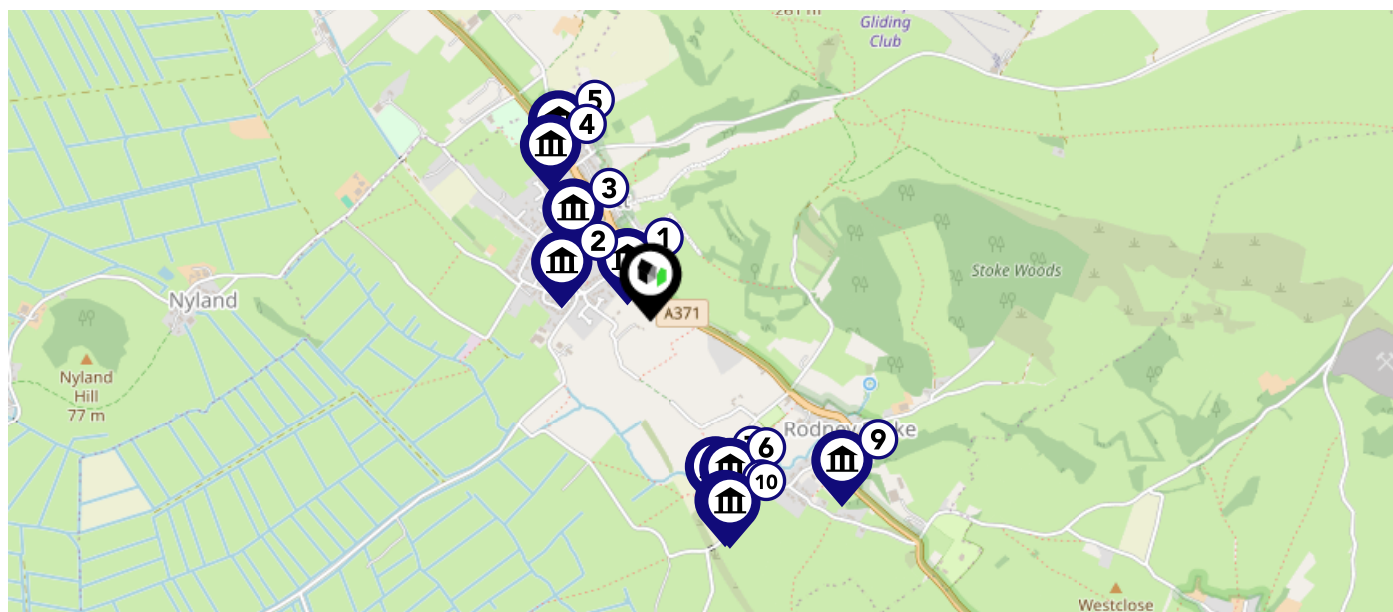 281 m
Gliding
Club
5
4
3
2
1
Stoke Woods
Nyland
A371
Nyland
Hill
77 m
9
6
10
Westclose